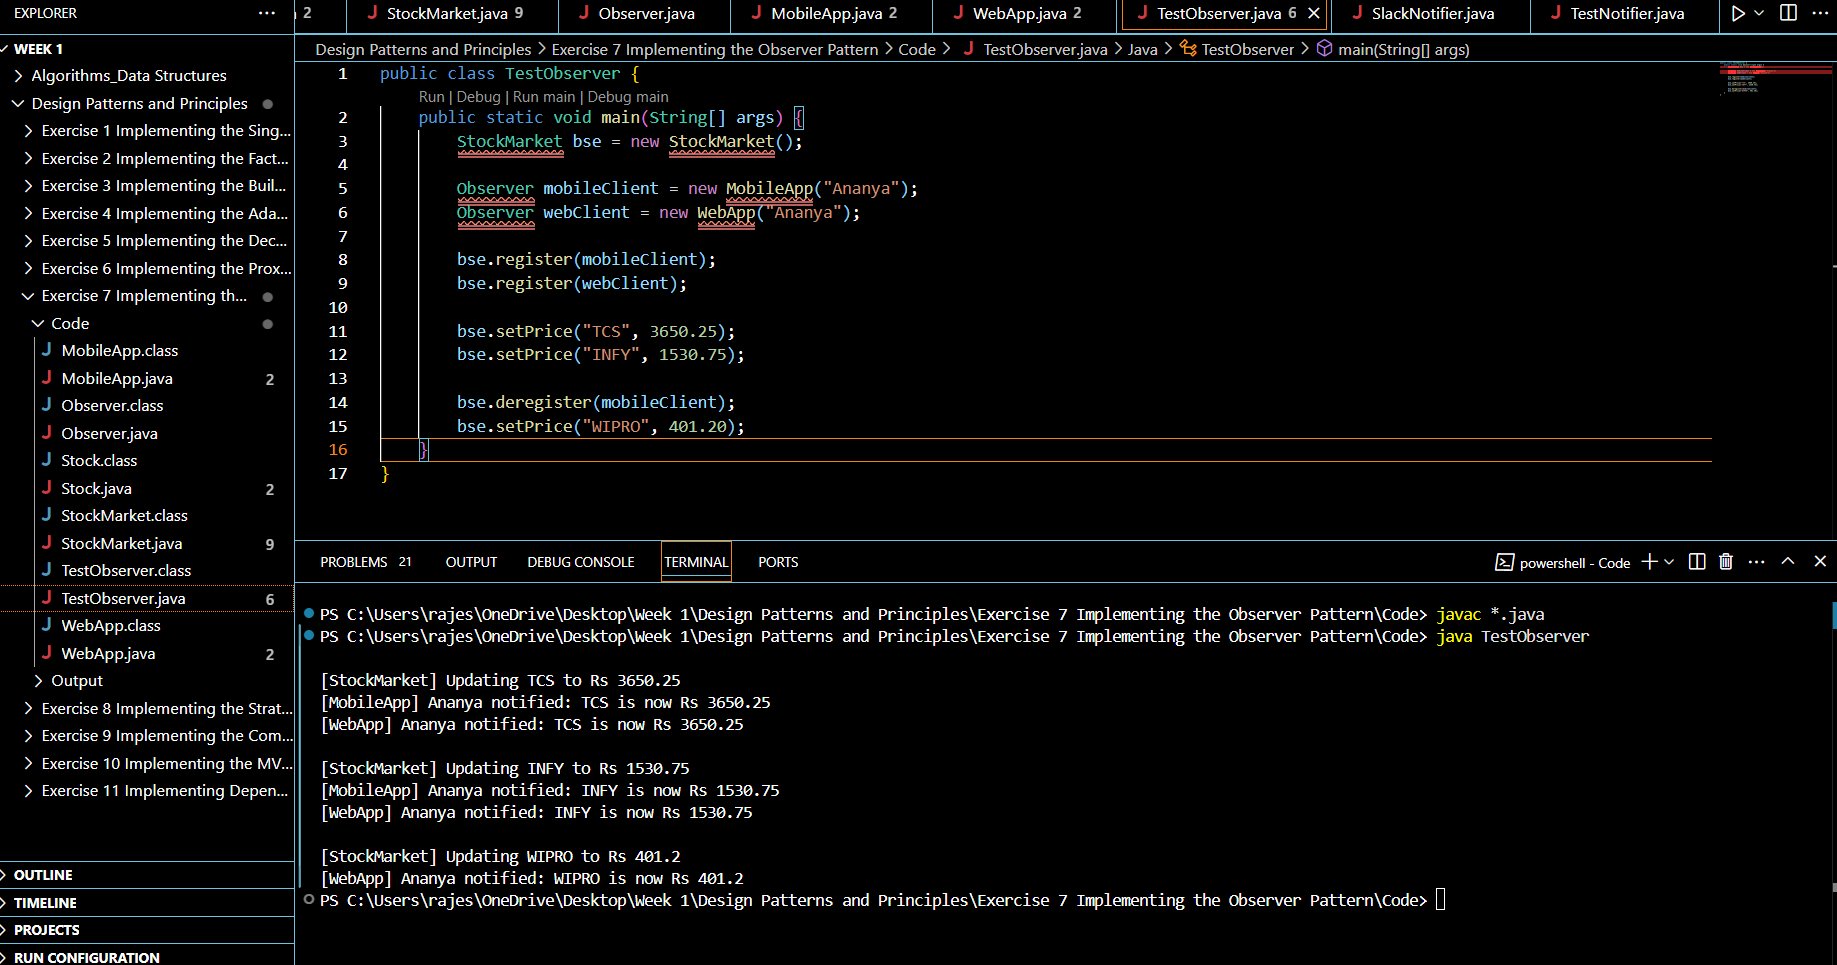 EXPLORER ...
WEEK 1
Algorithms_Data Structures
Design Patterns and Principles
Exercise 1 Implementing the Sing...
Exercise 2 Implementing the Fact...
Exercise 3 Implementing the Buil...
Exercise 4 Implementing the Ada...
Exercise 5 Implementing the Dec...
Exercise 6 Implementing the Prox...
Exercise 7 Implementing th...
Code
MobileApp.class
MobileApp.java 2
Observer.class
Observer.java
Stock.class
Stock.java 2
StockMarket.class
StockMarket.java 9
TestObserver.class
TestObserver.java 6
WebApp.class
WebApp.java 2
Output
Exercise 8 Implementing the Strat...
Exercise 9 Implementing the Com...
Exercise 10 Implementing the MV...
Exercise 11 Implementing Depen...
OUTLINE
TIMELINE
PROJECTS
RUN CONFIGURATION
2 StockMarket.java 9 Observer.java MobileApp.java 2 WebApp.java 2 TestObserver.java 6 SlackNotifier.java TestNotifier.java ...
Design Patterns and Principles > Exercise 7 Implementing the Observer Pattern > Code > TestObserver.java > Java > TestObserver > main(String[] args)
1 public class TestObserver {
Run | Debug | Run main | Debug main
2 public static void main(String[] args) {
3 StockMarket bse = new StockMarket();
4
5 Observer mobileClient = new MobileApp("Ananya");
6 Observer webClient = new WebApp("Ananya");
7
8 bse.register(mobileClient);
9 bse.register(webClient);
10
11 bse.setPrice("TCS", 3650.25);
12 bse.setPrice("INFY", 1530.75);
13
14 bse.deregister(mobileClient);
15 bse.setPrice("WIPRO", 401.20);
16 }
17 }
PROBLEMS 21 OUTPUT DEBUG CONSOLE TERMINAL PORTS powershell - Code ...
PS C:\Users\rajes\OneDrive\Desktop\Week 1\Design Patterns and Principles\Exercise 7 Implementing the Observer Pattern\Code> javac *.java
PS C:\Users\rajes\OneDrive\Desktop\Week 1\Design Patterns and Principles\Exercise 7 Implementing the Observer Pattern\Code> java TestObserver
[StockMarket] Updating TCS to Rs 3650.25
[MobileApp] Ananya notified: TCS is now Rs 3650.25
[WebApp] Ananya notified: TCS is now Rs 3650.25
[StockMarket] Updating INFY to Rs 1530.75
[MobileApp] Ananya notified: INFY is now Rs 1530.75
[WebApp] Ananya notified: INFY is now Rs 1530.75
[StockMarket] Updating WIPRO to Rs 401.2
[WebApp] Ananya notified: WIPRO is now Rs 401.2
PS C:\Users\rajes\OneDrive\Desktop\Week 1\Design Patterns and Principles\Exercise 7 Implementing the Observer Pattern\Code>